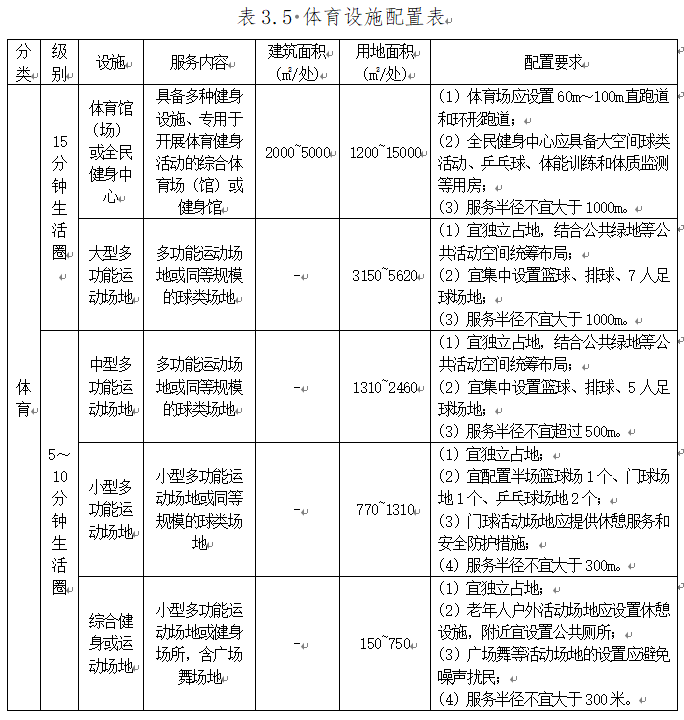 表 3.5·体育设施配置表
分类
级别
设施
服务内容
建筑面积
（㎡/处）
用地面积
（㎡/处）
配置要求
体育
15分钟生活圈
体育馆
（场）
或全民
健身中
心
具备多种健身
设施、专用于
开展体育健身
活动的综合体
育场（馆）或
健身馆
2000~5000
1200~15000
（1）体育场应设置 60m～100m直跑道
和环形跑道；
（2）全民健身中心应具备大空间球类
活动、乒乓球、体能训练和体质监测
等用房；
（3）服务半径不宜大于 1000m。
大型多
功能运
动场地
多功能运动场
地或同等规模
的球类场地
-
3150~5620
（1）宜独立占地，结合公共绿地等公
共活动空间统筹布局；
（2）宜集中设置篮球、排球、7 人足
球场地；
（3）服务半径不宜大于 1000m。
5～10分钟生活圈
中型多
功能运
动场地
多功能运动场
地或同等规模
的球类场地
-
1310~2460
（1）宜独立占地，结合公共绿地等公
共活动空间统筹布局；
（2）宜集中设置篮球、排球、5 人足
球场地；
（3）服务半径不宜超过 500m。
小型多
功能运
动场地
小型多功能运
动场地或同等
规模的球类场
地
-
770~1310
（1）宜独立占地；
（2）宜配置半场篮球场 1个、门球场
地 1个、乒乓球场地 2个；
（3）门球活动场地应提供休憩服务和
安全防护措施；
（4）服务半径不宜大于 300m。
综合健
身或运
动场地
小型多功能运
动场地或健身
场所，含广场
舞场地
-
150~750
（1）宜独立占地；
（2）老年人户外活动场地应设置休憩
设施，附近宜设置公共厕所；
（3）广场舞等活动场地的设置应避免
噪声扰民；
（4）服务半径不宜大于 300 米。